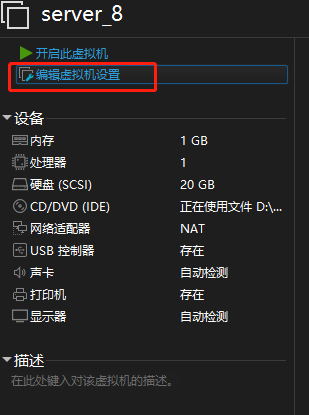 server_8
开启此虚拟机
编辑虚拟机设置
设备
内存 1 GB
处理器 1
硬盘 (SCSI) 20 GB
CD/DVD (IDE) 正在使用文件 D:\...
网络适配器 NAT
USB 控制器 存在
声卡 自动检测
打印机 存在
显示器 自动检测
描述
在此处键入对该虚拟机的描述。